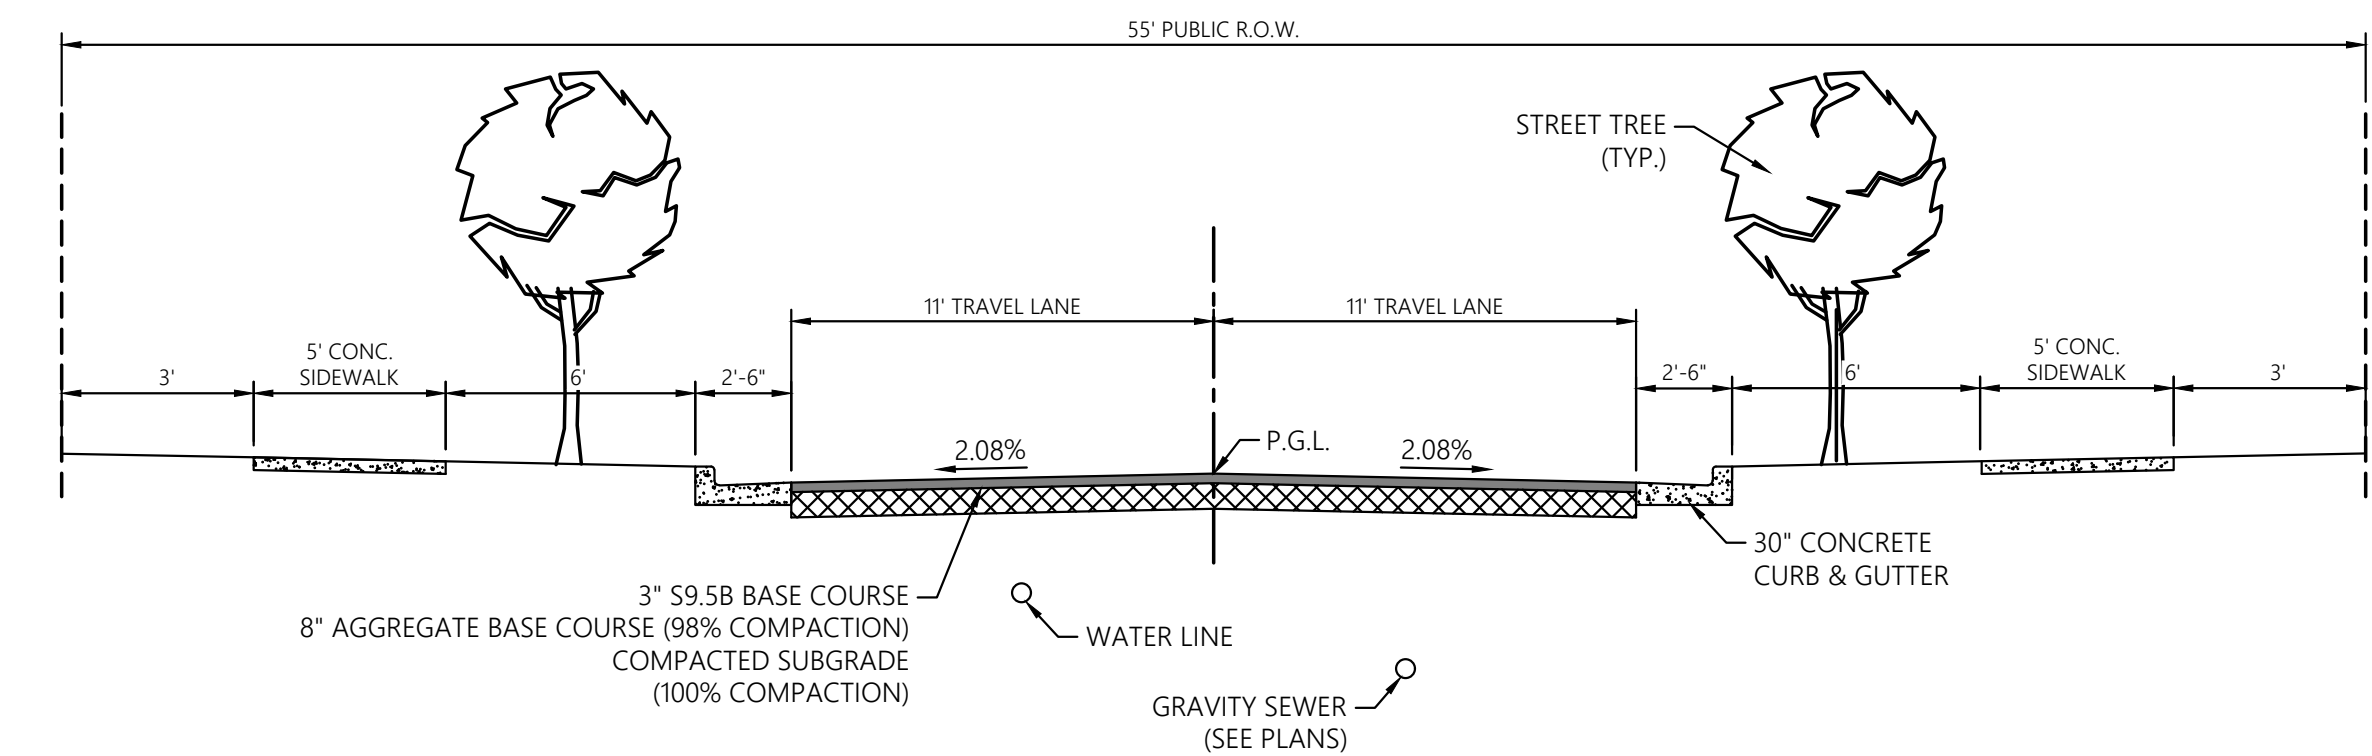 55' PUBLIC R.O.W.
STREET TREE
(TYP.)
11' TRAVEL LANE
11' TRAVEL LANE
3'
5' CONC.
SIDEWALK
6'
2'-6"
2'-6"
6'
5' CONC.
SIDEWALK
3'
2.08%
P.G.L.
2.08%
30" CONCRETE
CURB & GUTTER
3" S9.5B BASE COURSE
8" AGGREGATE BASE COURSE (98% COMPACTION)
COMPACTED SUBGRADE
(100% COMPACTION)
WATER LINE
GRAVITY SEWER
(SEE PLANS)